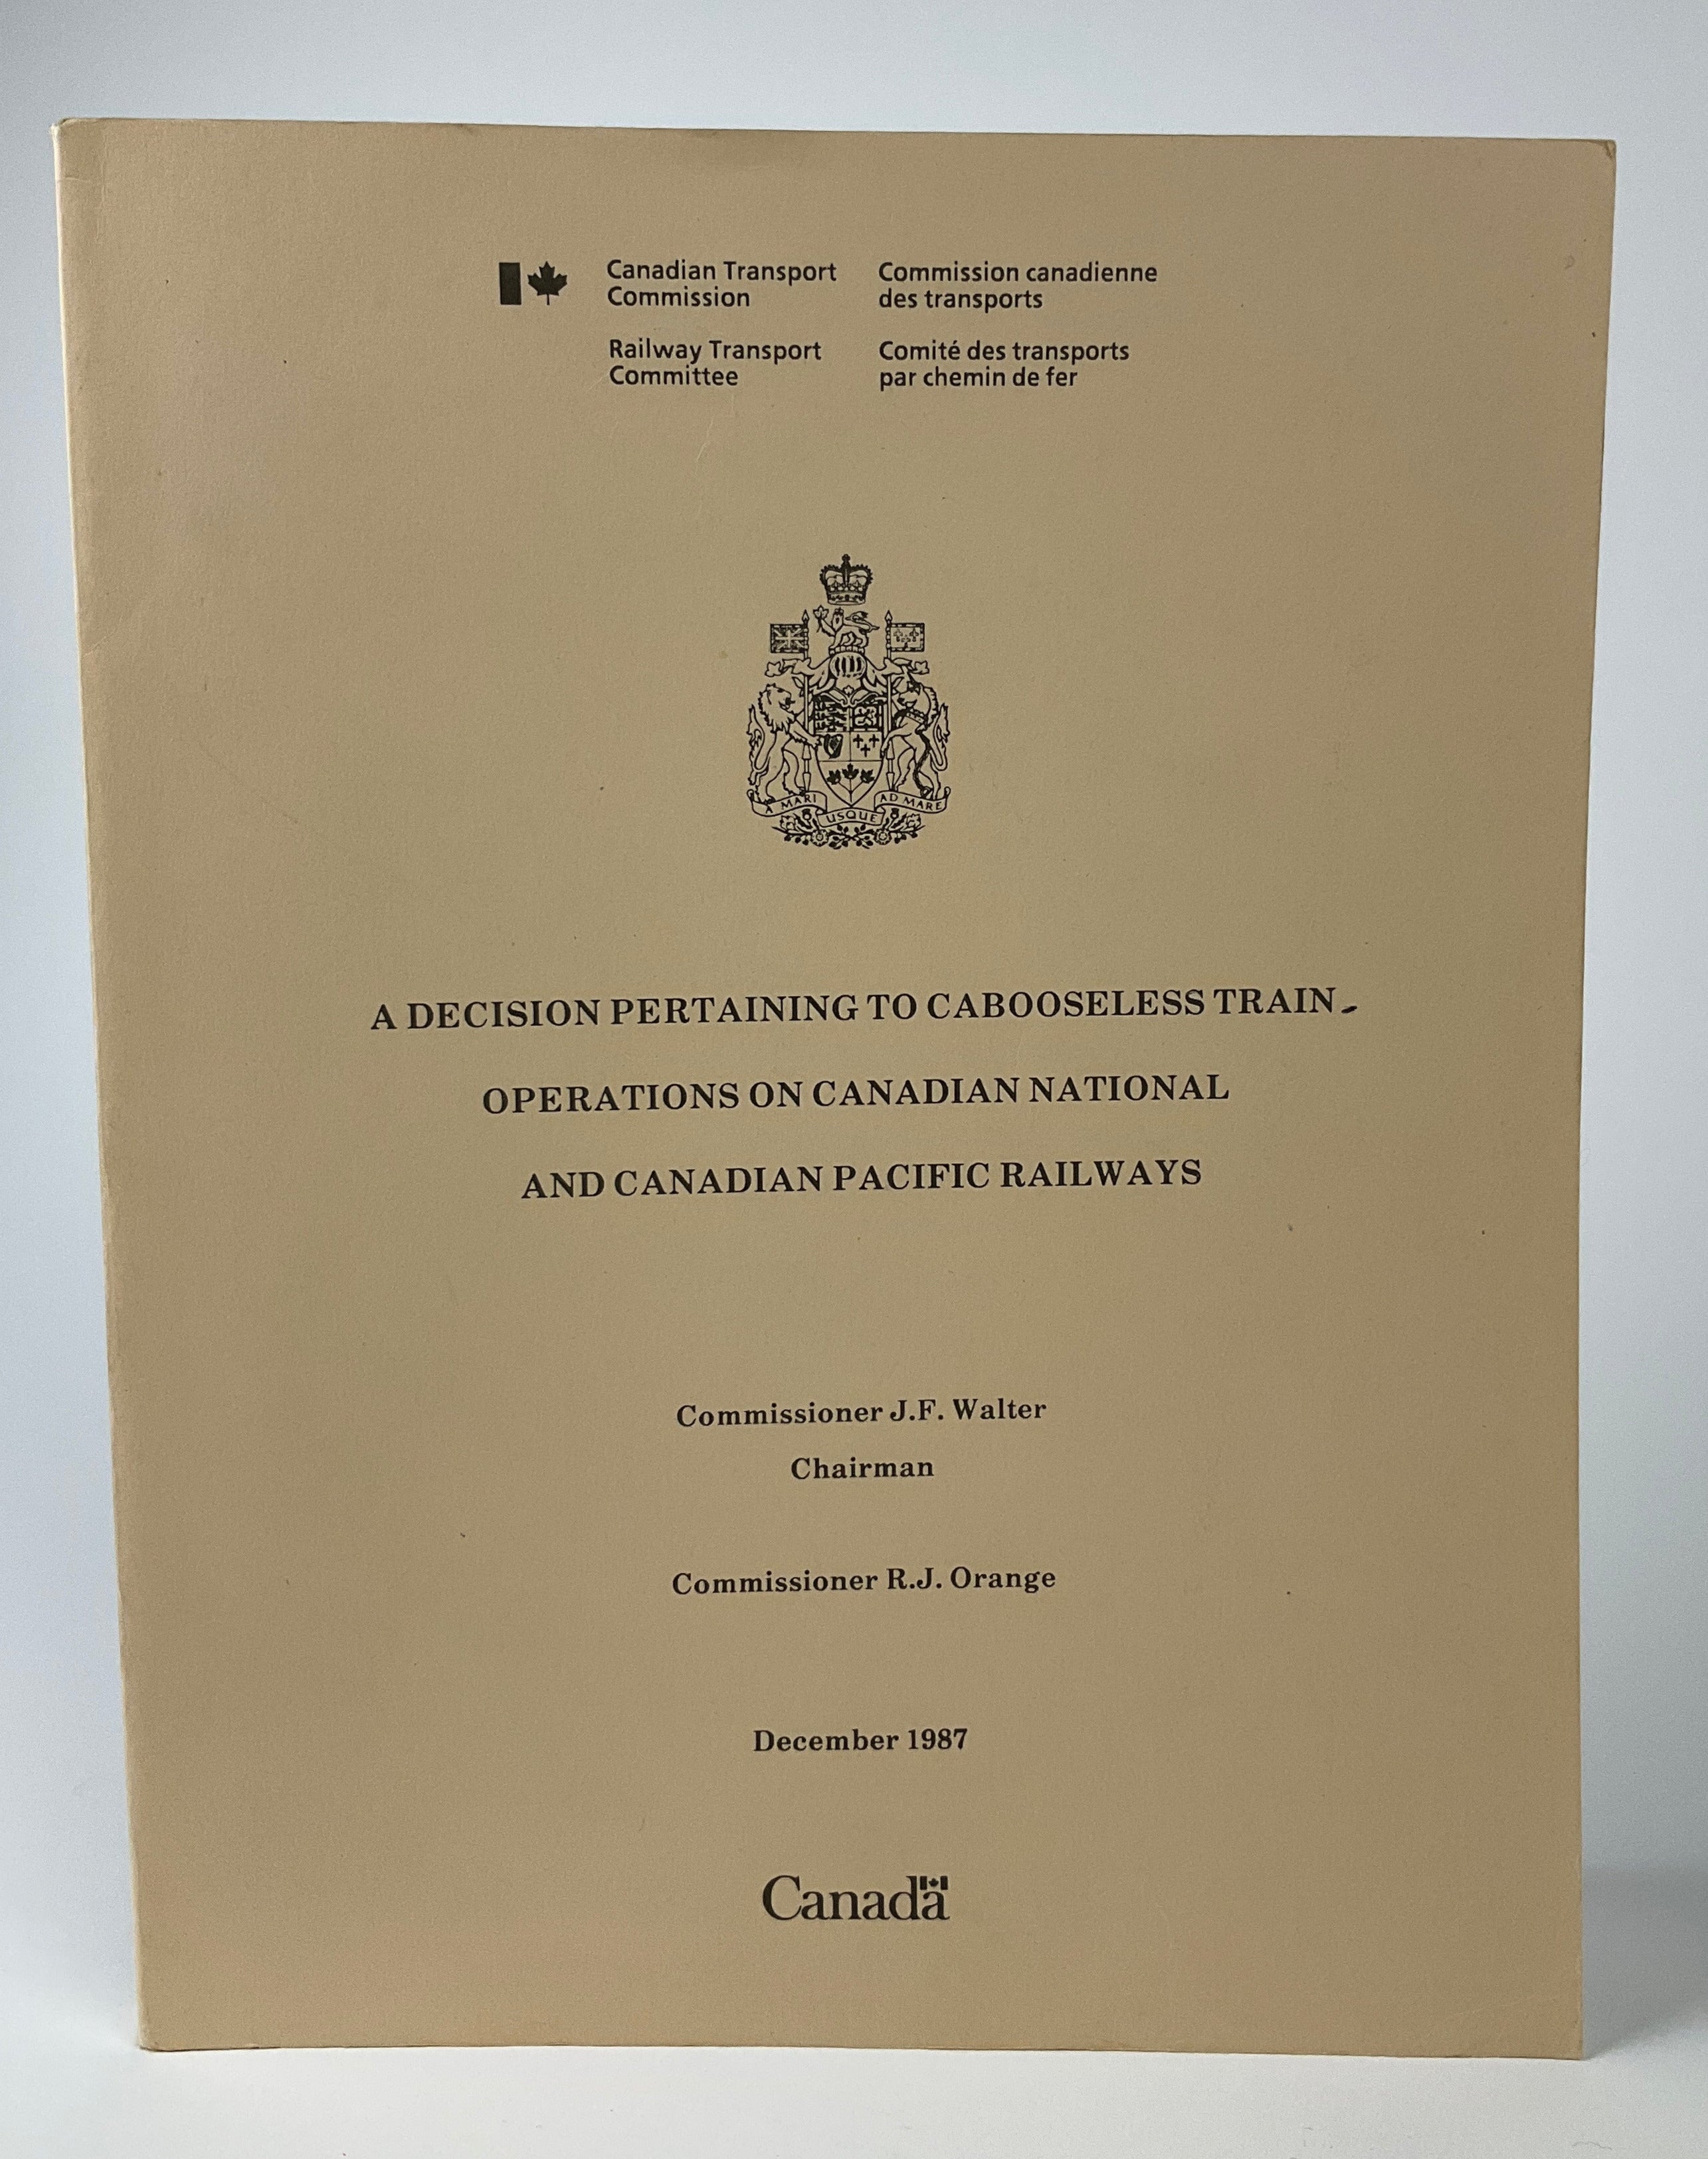 Canadian Transport
Commission
Commission canadienne
des transports
Railway Transport
Committee
Comité des transports
par chemin de fer
A MARI USQUE AD MARE
A DECISION PERTAINING TO CABOOSELESS TRAIN
OPERATIONS ON CANADIAN NATIONAL
AND CANADIAN PACIFIC RAILWAYS
Commissioner J.F. Walter
Chairman
Commissioner R.J. Orange
December 1987
Canada